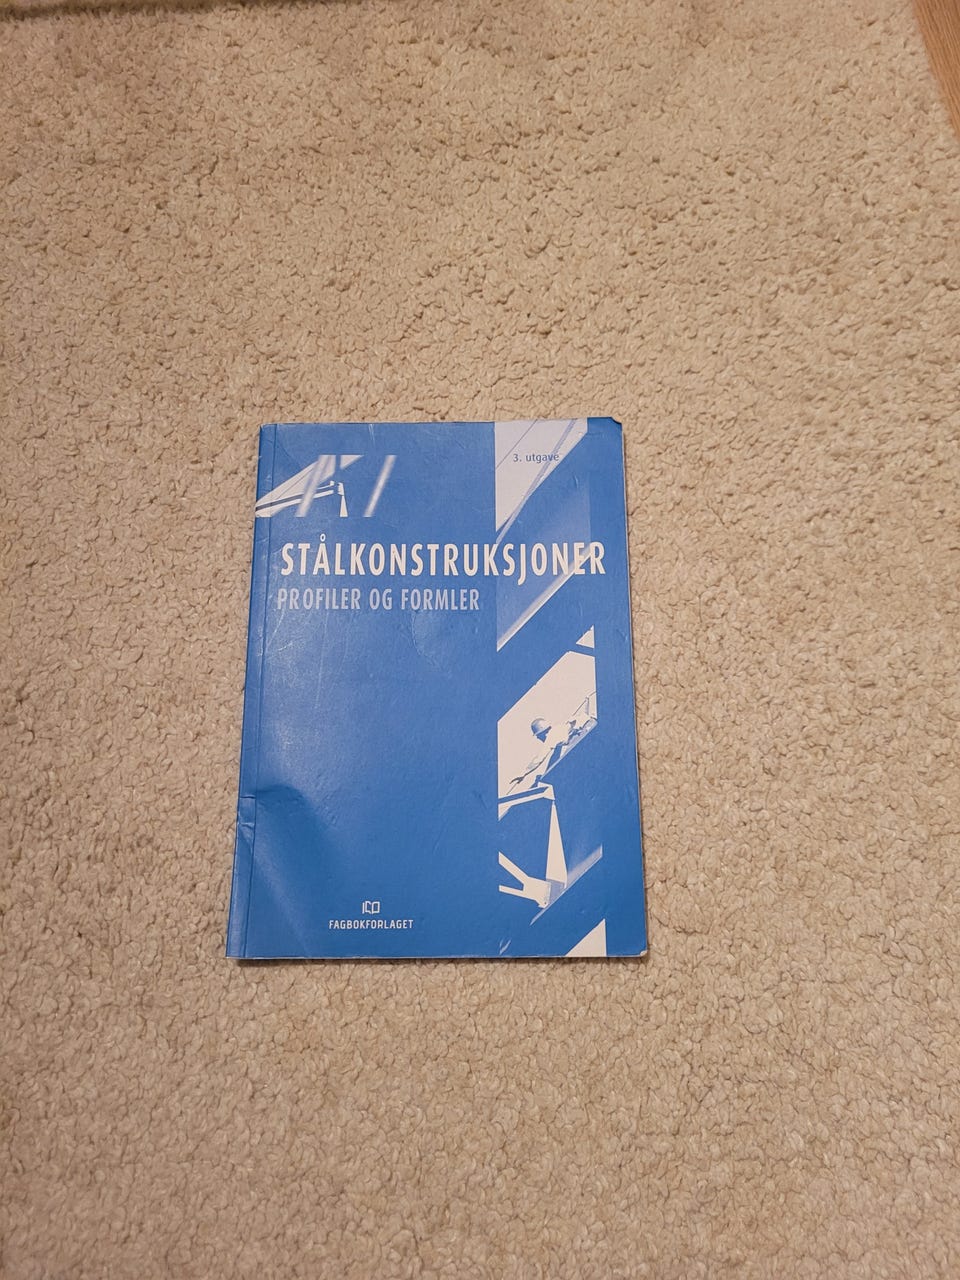 3. utgave
STÅLKONSTRUKSJONER
PROFILER OG FORMLER
FAGBOKFORLAGET